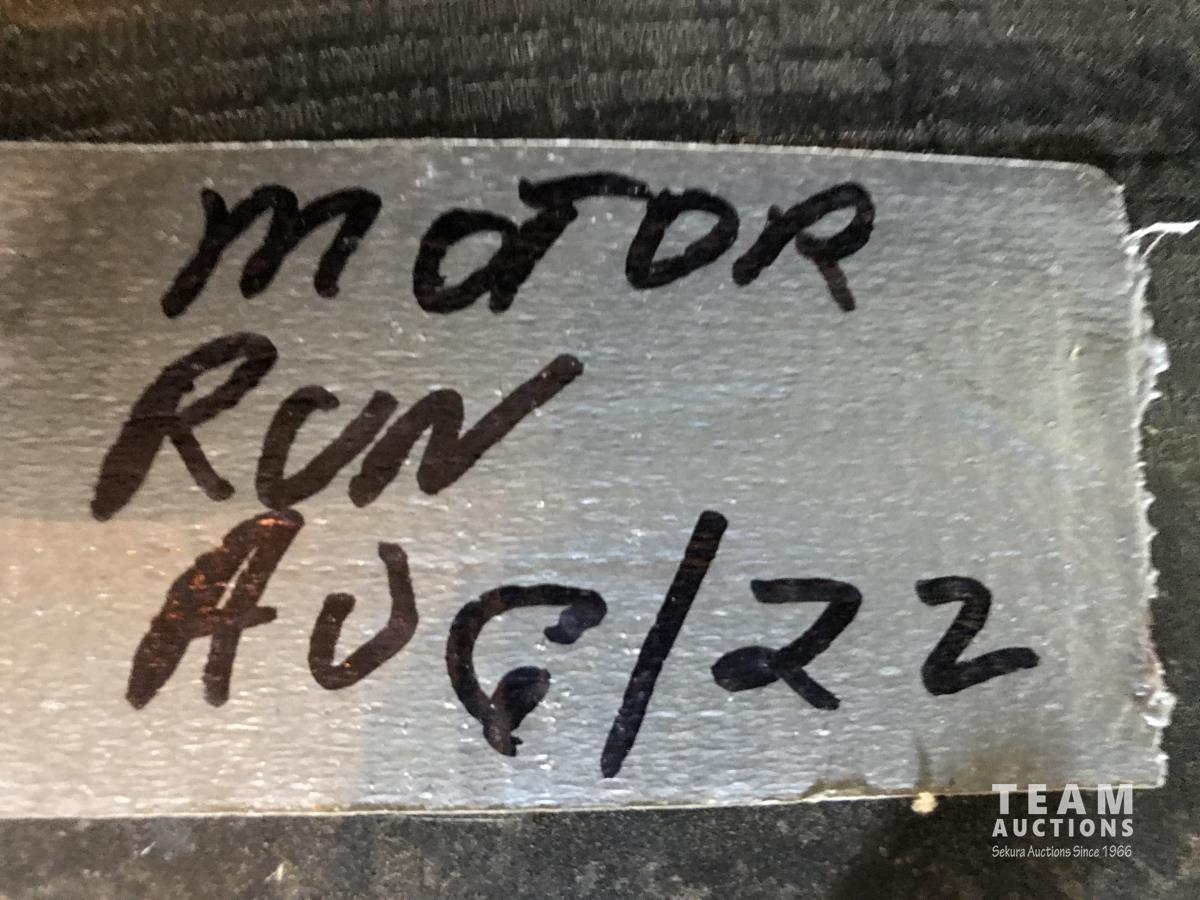 MOTOR
RUN
AUG/22
TEAM
AUCTIONS
Sekura Auctions Since 1966